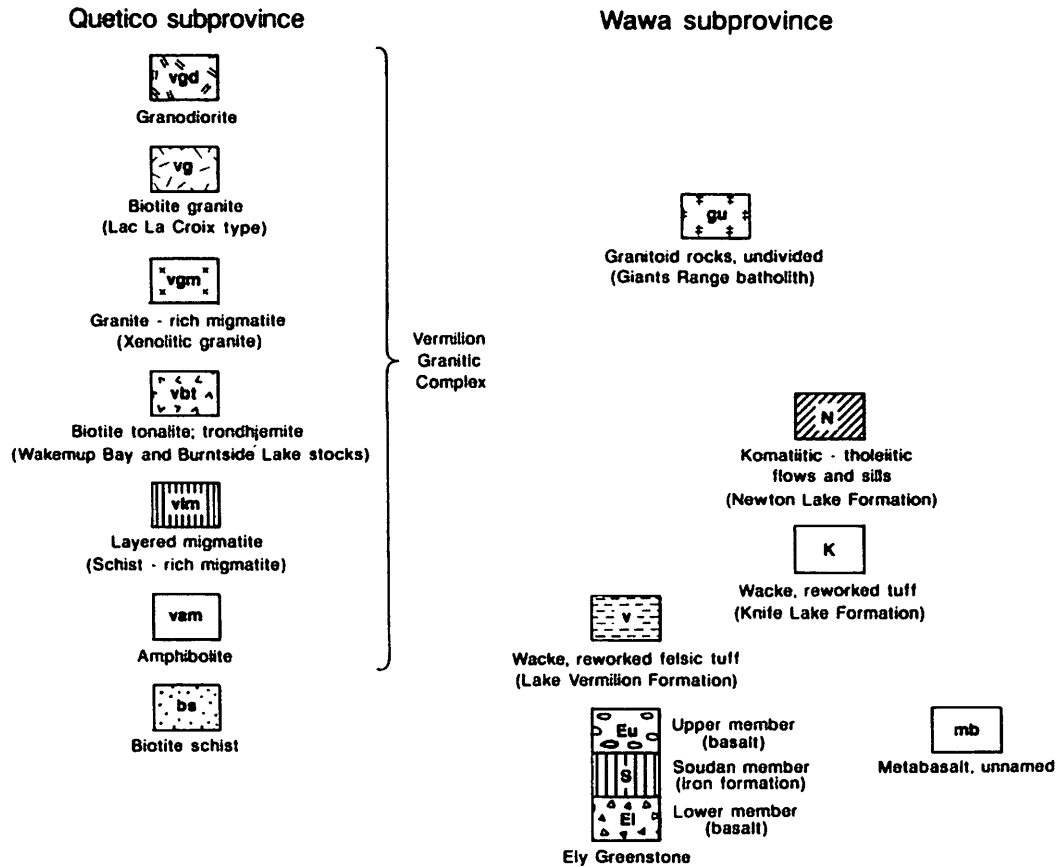 Quetico subprovince
vgd
Granodiorite
vg
Biotite granite
(Lac La Croix type)
vgm
Granite - rich migmatite
(Xenolitic granite)
vbt
Biotite tonalite; trondhjemite
(Wakemup Bay and Burntside Lake stocks)
vlm
Layered migmatite
(Schist - rich migmatite)
vam
Amphibolite
bs
Biotite schist
Vermilion
Granitic
Complex
Wawa subprovince
gu
Granitoid rocks, undivided
(Giants Range batholith)
N
Komatiitic - tholeiitic
flows and sills
(Newton Lake Formation)
K
Wacke, reworked tuff
(Knife Lake Formation)
v
Wacke, reworked felsic tuff
(Lake Vermilion Formation)
Eu
Upper member
(basalt)
S
Soudan member
(iron formation)
El
Lower member
(basalt)
Ely Greenstone
mb
Metabasalt, unnamed